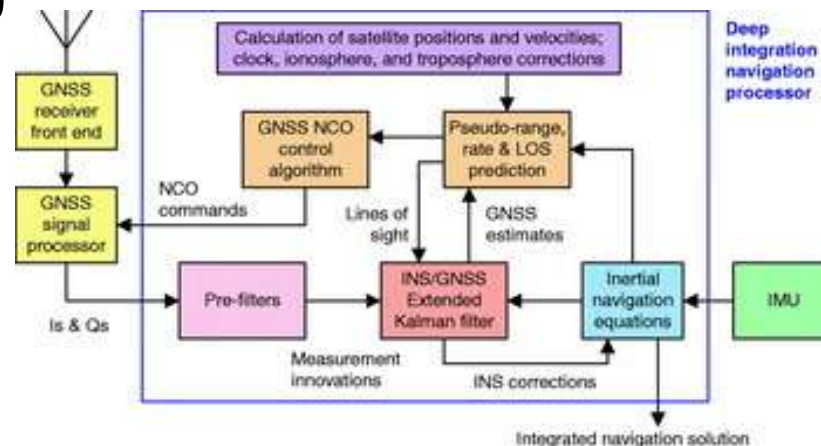 Calculation of satellite positions and velocities;
clock, ionosphere, and troposphere corrections
Deep
integration
navigation
processor
GNSS
receiver
front end
GNSS NCO
control
algorithm
Pseudo-range,
rate & LOS
prediction
NCO
commands
GNSS
signal
processor
Lines of
sight
GNSS
estimates
Pre-filters
INS/GNSS
Extended
Kalman filter
Inertial
navigation
equations
IMU
Is & Qs
Measurement
innovations
INS corrections
Integrated navigation solution